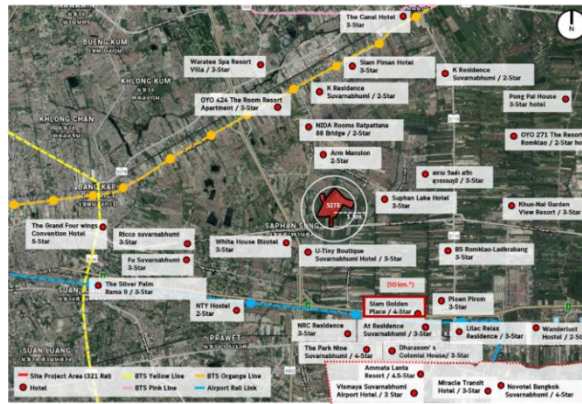 The Canal Hotel
3-Star
N
BUENG KUM
Waratee Spa Resort
Villa / 3-Star
Siam Piman Hotel
3-Star
K Residence
Suvarnabhumi / 2-Star
KHLONG KUM
K Residence
Suvarnabhumi / 2-Star
Pong Pai House
3-Star hotel
OYO 424 The Room Resort
Apartment / 3-Star
KHLONG CHAN
NIDA Rooms Ratpattana
88 Bridge / 2-Star
OYO 271 The Resort
Romklao / 2-Star
Arm Mansion
2-Star
BANG KAPI
3-Star
SITE
Suphan Lake Hotel
3-Star
Khun-Nai Garden
View Resort / 3-Star
SAPHAN SUNG
The Grand Four wings
Convention Hotel
5-Star
Ricco suvarnabhumi
3-Star
White House Bizotel
3-Star
U-Tiny Boutique
Suvarnabhumi Hotel / 3-Star
BS Romklao-Ladkrabang
3-Star
Fu Suvarnabhumi
3-Star
The Silver Palm
Rama 9 / 3-Star
(10 km.*)
Siam Golden
Place / 4-Star
Ploen Pirom
3-Star
NTY Hostel
2-Star
NRC Residence
3-Star
At Residence
Suvarnabhumi / 3-Star
Lilac Relax
Residence / 3-Star
Wanderlust
Hostel / 2-Star
SUAN LUANG
PRAWET
The Park Nine
Suvarnabhumi / 4-Star
Dharasom' s
Colonial House/ 3-Star
Ammata Lanta
Resort / 4.5-Star
Vismaya Suvarnabhumi
Airport Hotel / 3-Star
Miracle Transit
Hotel / 3-Star
Novotel Bangkok
Suvarnabhumi / 4-Star
Site Project Area (321 Rai)
BTS Yellow Line
BTS Organge Line
Hotel
BTS Pink Line
Airport Rail Link